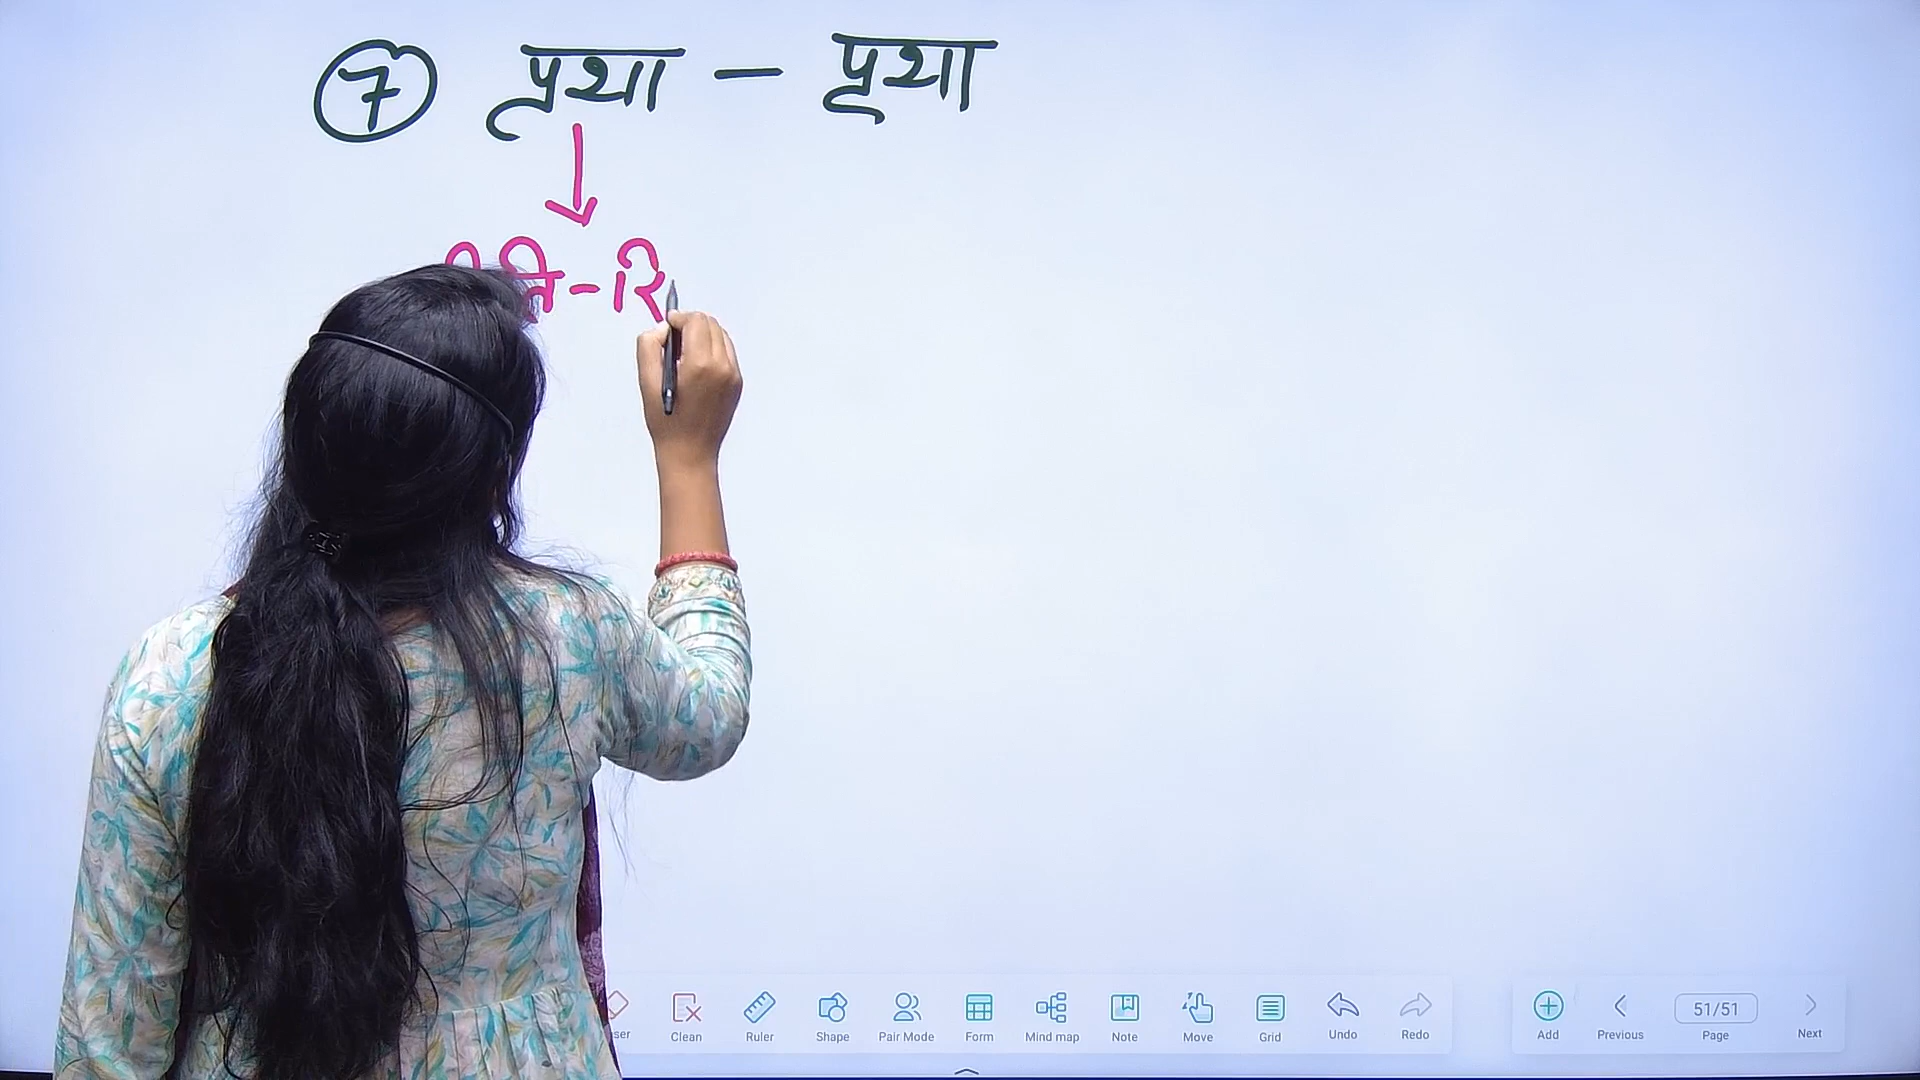 7 प्रथा – पृथा
Clean Ruler Shape Pair Mode Form Mind map Note Move Grid Undo Redo Add Previous 51/51 Page Next